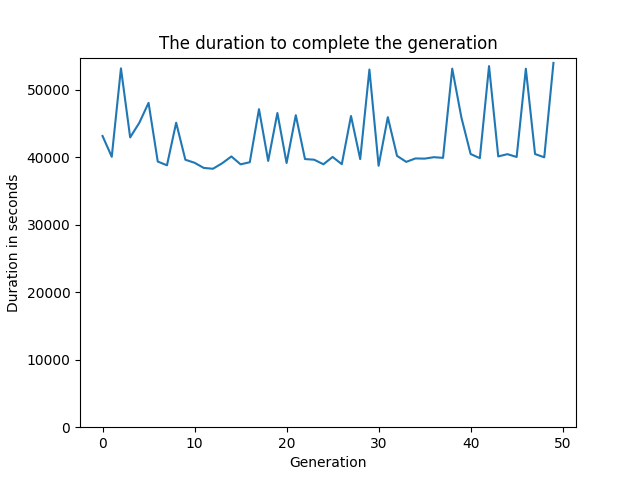 The duration to complete the generation
Duration in seconds
50000
40000
30000
20000
10000
0
0 10 20 30 40 50
Generation